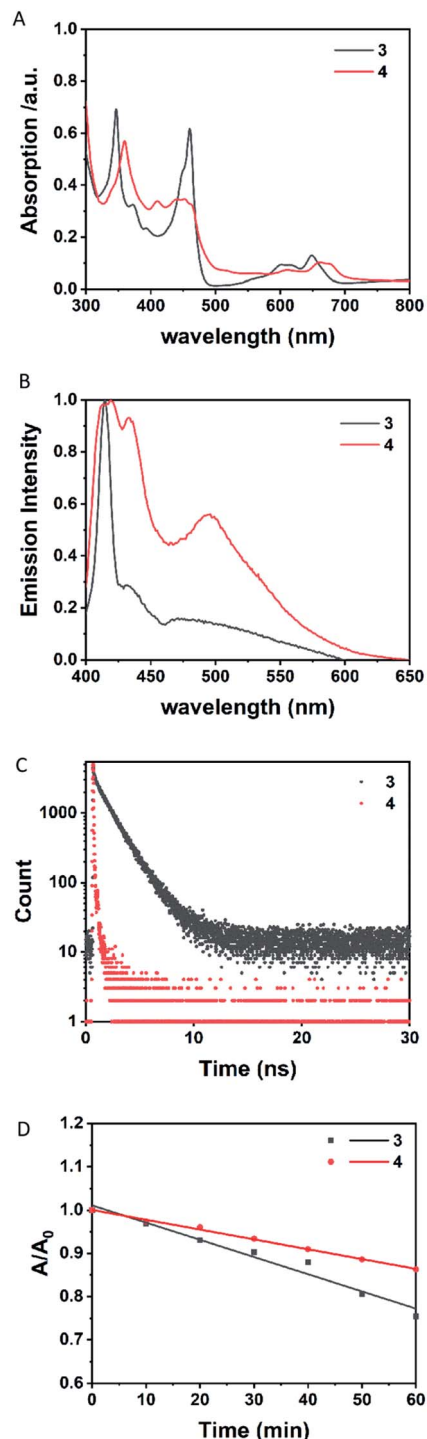 A
3
4
Absorption /a.u.
1.0
0.8
0.6
0.4
0.2
0.0
300 400 500 600 700 800
wavelength (nm)
B
3
4
Emission Intensity
1.0
0.8
0.6
0.4
0.2
0.0
400 450 500 550 600 650
wavelength (nm)
C
3
4
Count
1000
100
10
1
0 10 20 30
Time (ns)
D
3
4
A/A₀
1.2
1.1
1.0
0.9
0.8
0.7
0.6
0 10 20 30 40 50 60
Time (min)